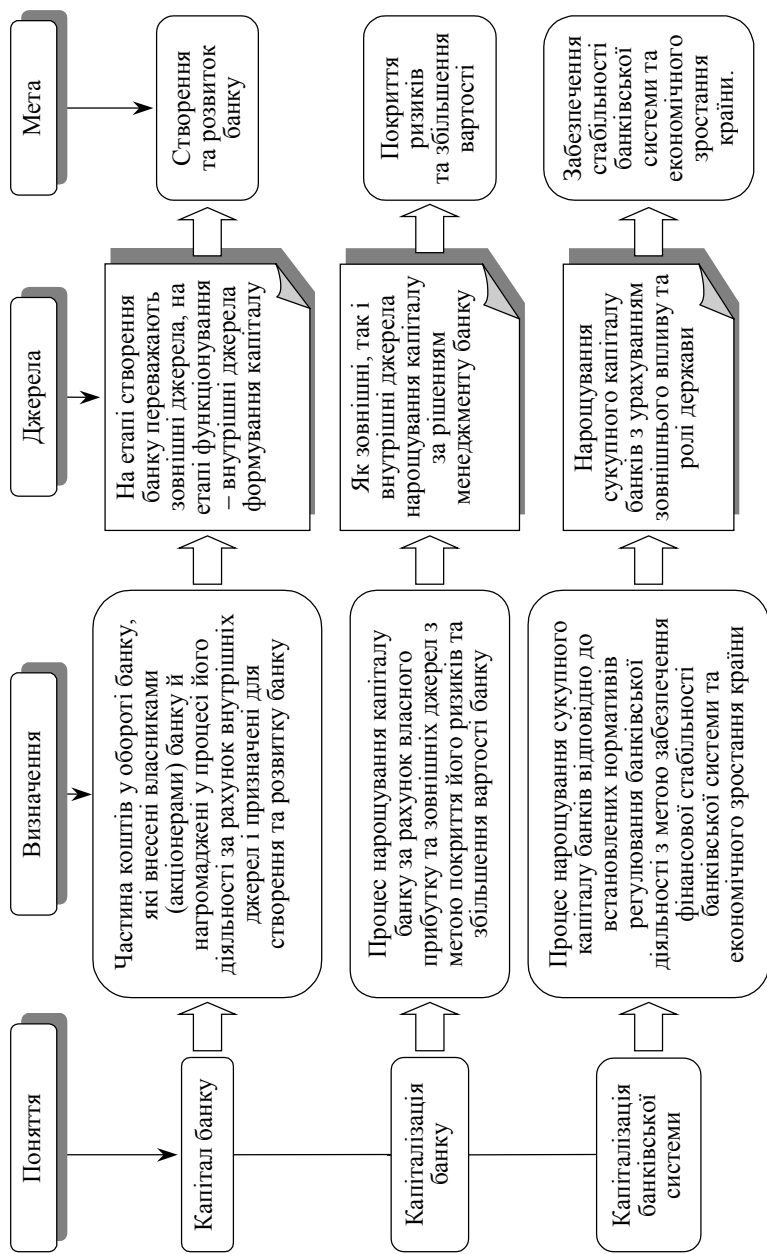 Поняття
Визначення
Джерела
Мета
Капітал банку
Частина коштів у обороті банку,
які внесені власниками
(акціонерами) банку й
нагромаджені у процесі його
діяльності за рахунок внутрішніх
джерел і призначені для
створення та розвитку банку
На етапі створення
банку переважають
зовнішні джерела, на
етапі функціонування
– внутрішні джерела
формування капіталу
Створення
та розвиток
банку
Капіталізація
банку
Процес нарощування капіталу
банку за рахунок власного
прибутку та зовнішніх джерел з
метою покриття його ризиків та
збільшення вартості банку
Як зовнішні, так і
внутрішні джерела
нарощування капіталу
за рішенням
менеджменту банку
Покриття
ризиків
та збільшення
вартості
Капіталізація
банківської
системи
Процес нарощування сукупного
капіталу банків відповідно до
встановлених нормативів
регулювання банківської
діяльності з метою забезпечення
фінансової стабільності
банківської системи та
економічного зростання країни
Нарощування
сукупного капіталу
банків з урахуванням
зовнішнього впливу та
ролі держави
Забезпечення
стабільності
банківської
системи та
економічного
зростання
країни.